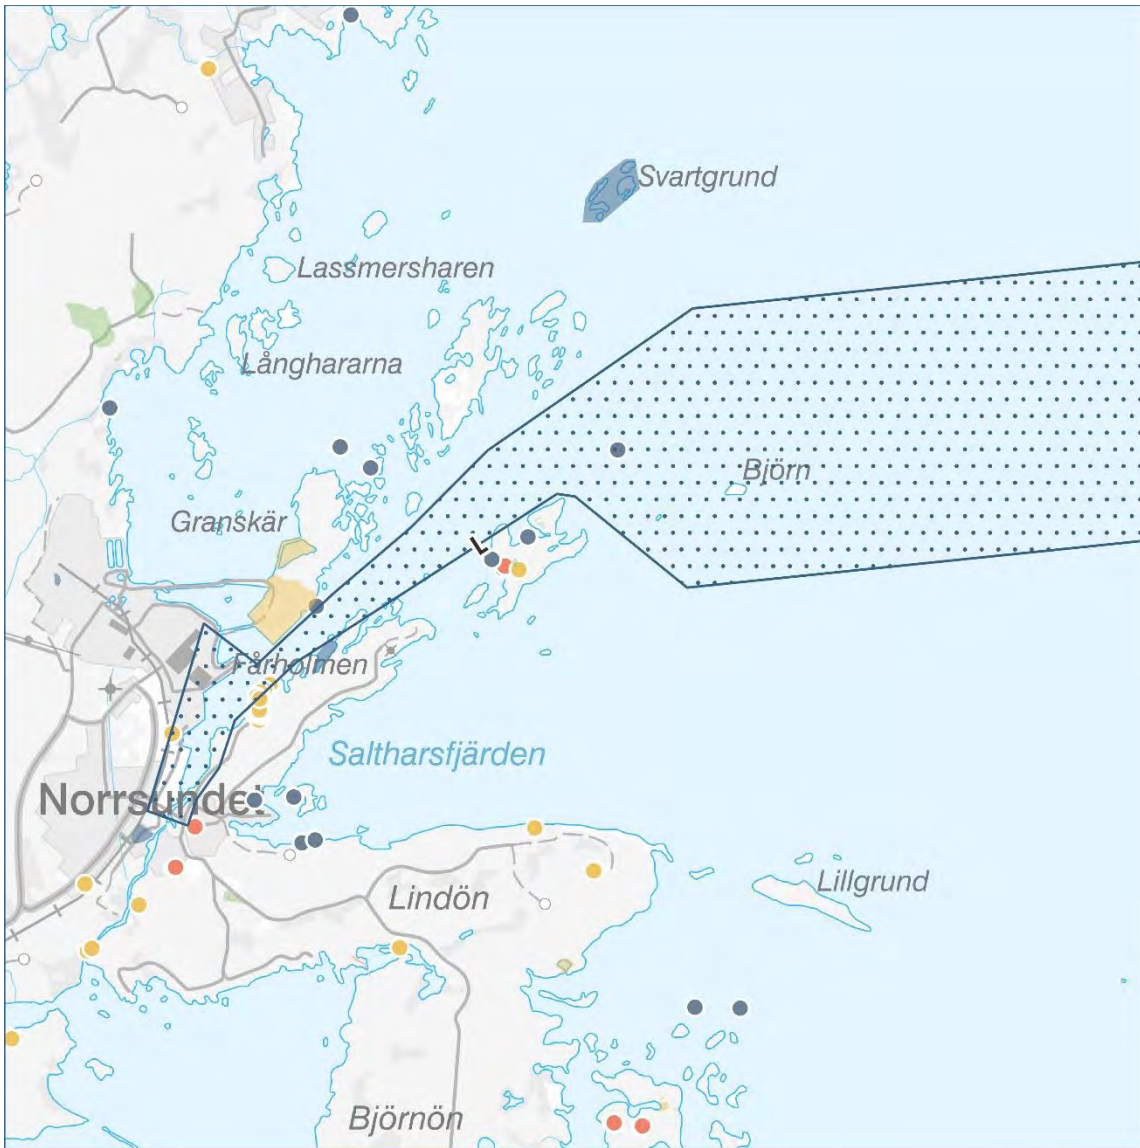 Svartgrund
Lassmersharen
Långhararna
Björn
Granskär
L
Fårholmen
Saltharsfjärden
Norrsundet
Lindön
Lillgrund
Björnön